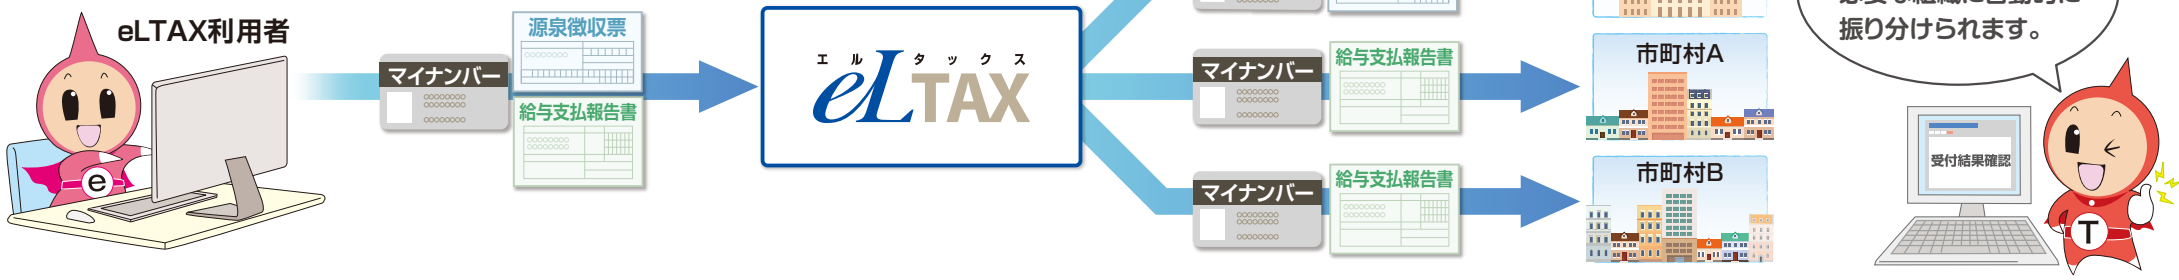 eLTAX利用者
マイナンバー
源泉徴収票
給与支払報告書
エルタックス
eLTAX
マイナンバー
給与支払報告書
市町村A
マイナンバー
給与支払報告書
市町村B
振り分けられます。
受付結果確認
e
T